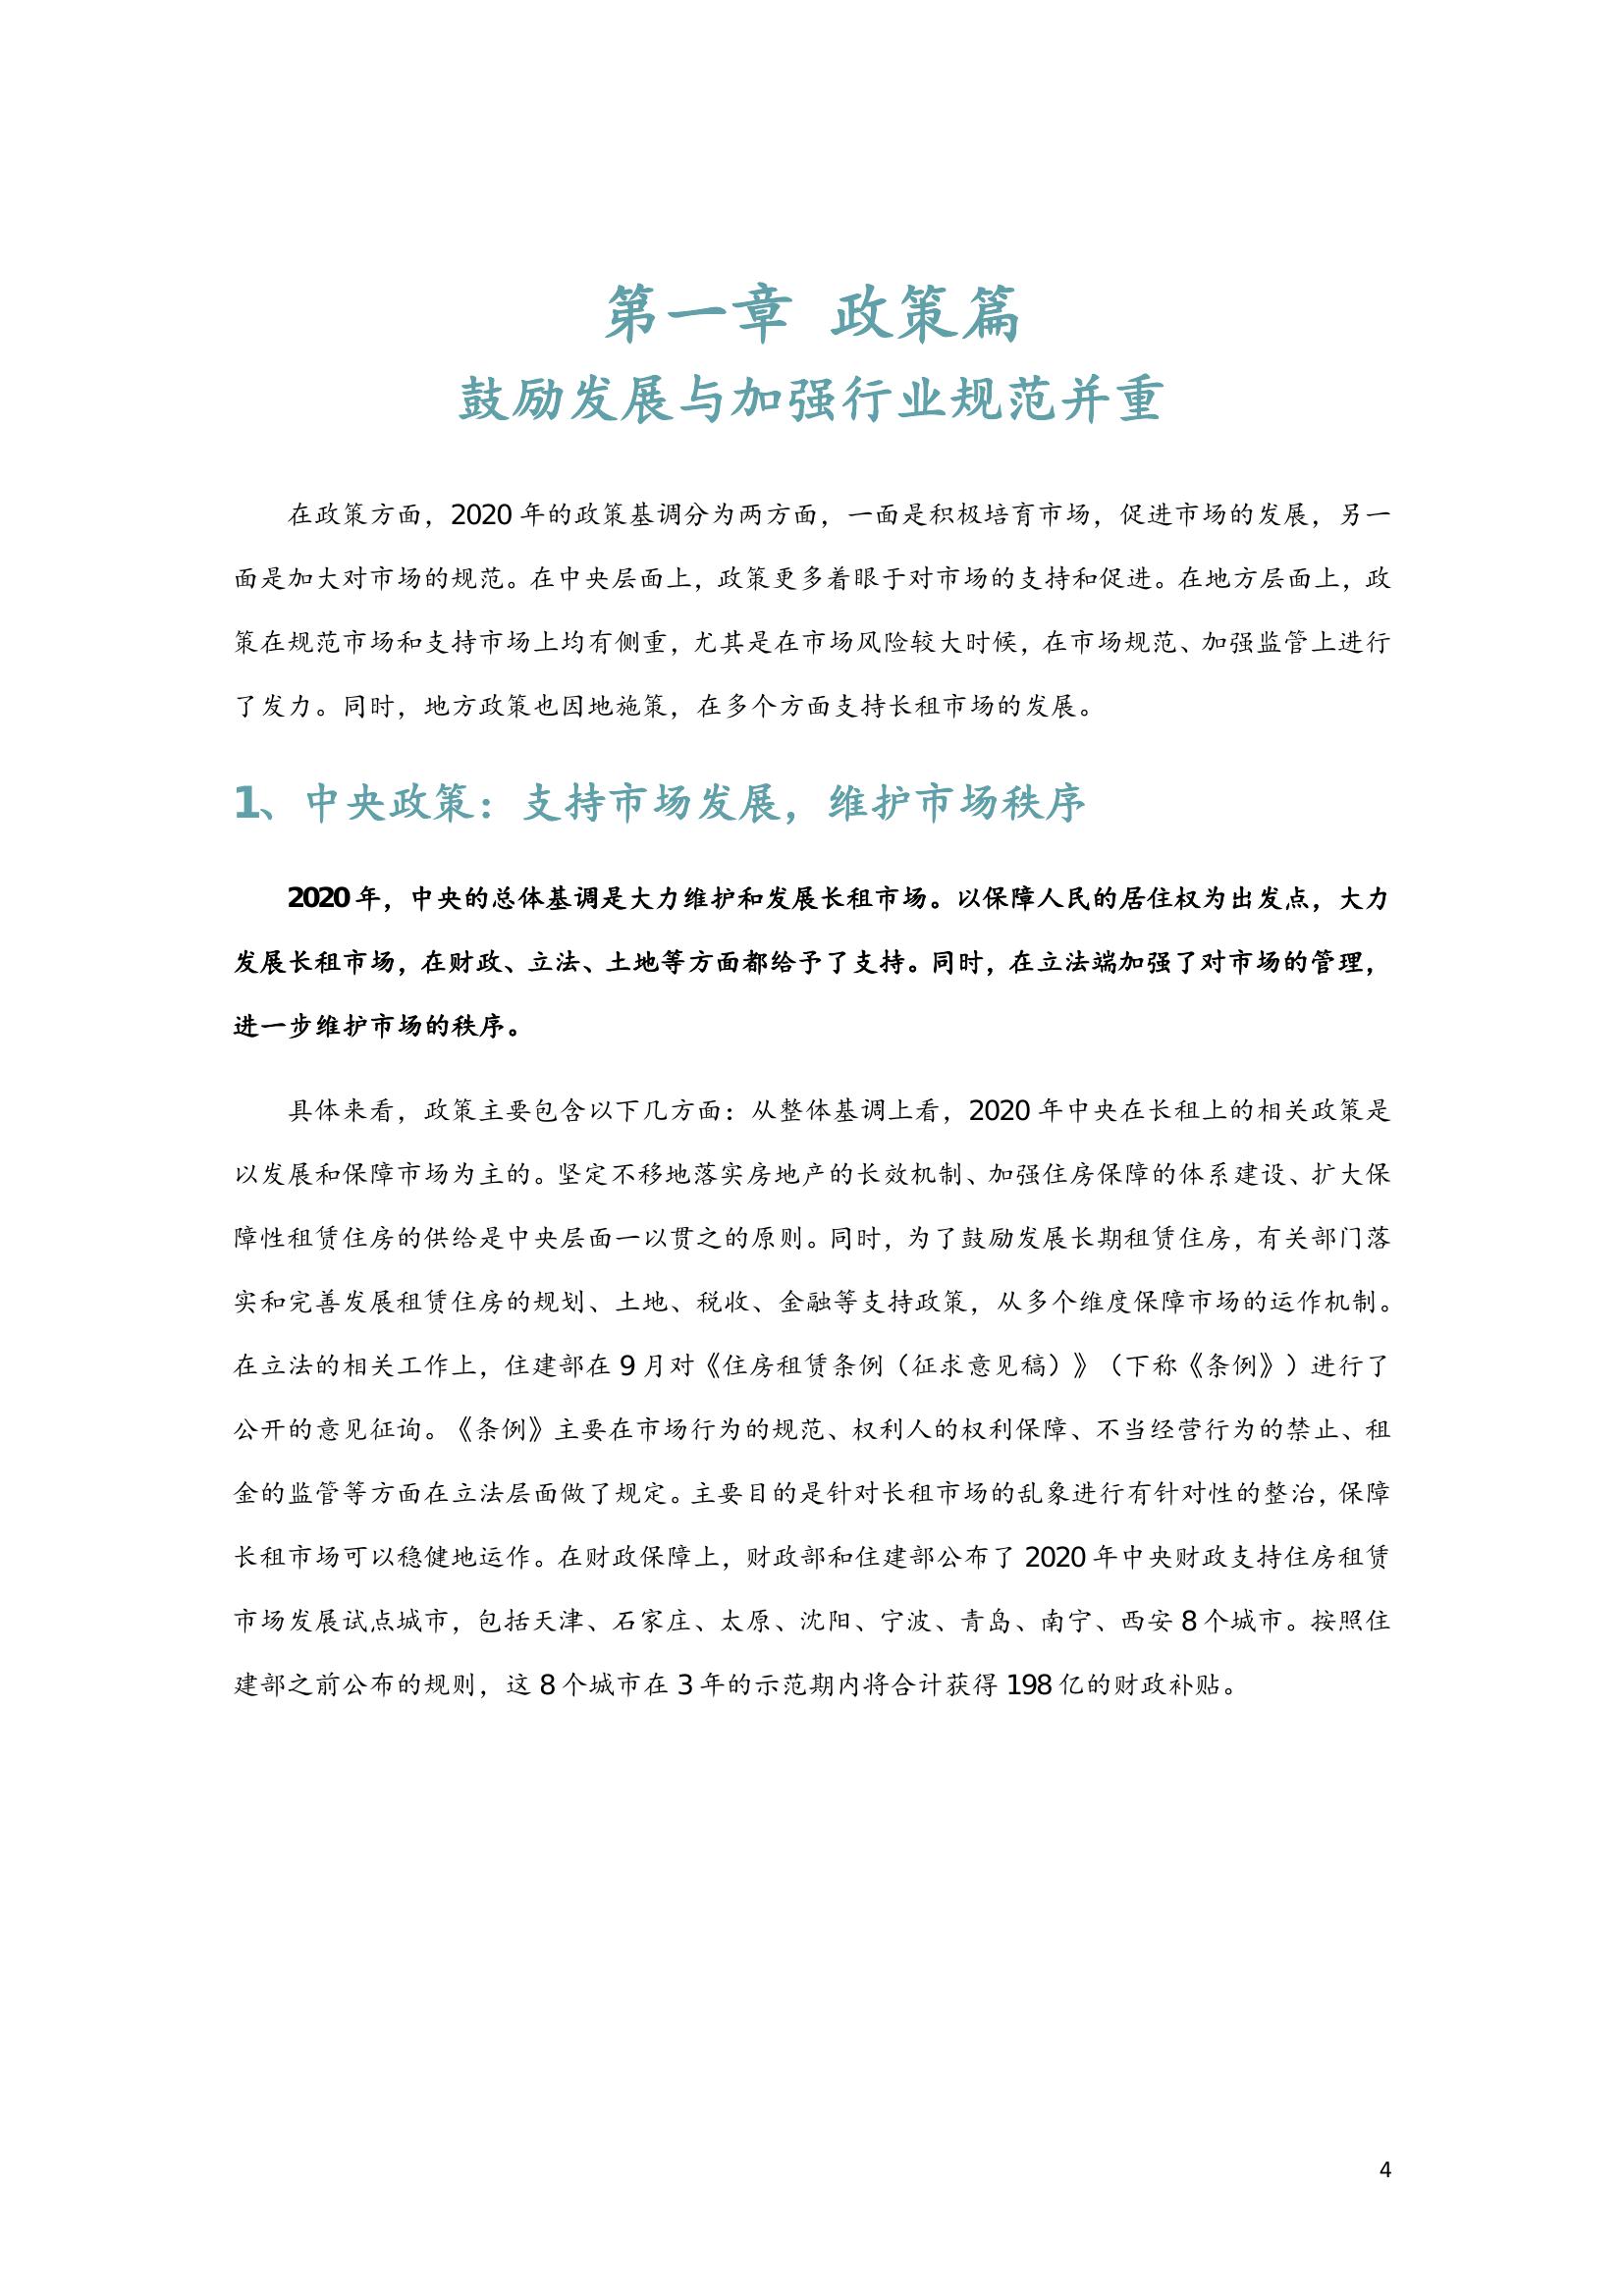 第一章 政策篇
鼓励发展与加强行业规范并重
在政策方面，2020 年的政策基调分为两方面，一面是积极培育市场，促进市场的发展，另一
面是加大对市场的规范。在中央层面上，政策更多着眼于对市场的支持和促进。在地方层面上，政
策在规范市场和支持市场上均有侧重，尤其是在市场风险较大时候，在市场规范、加强监管上进行
了发力。同时，地方政策也因地施策，在多个方面支持长租市场的发展。
1、中央政策：支持市场发展，维护市场秩序
2020 年，中央的总体基调是大力维护和发展长租市场。以保障人民的居住权为出发点，大力
发展长租市场，在财政、立法、土地等方面都给予了支持。同时，在立法端加强了对市场的管理，
进一步维护市场的秩序。
具体来看，政策主要包含以下几方面：从整体基调上看，2020 年中央在长租上的相关政策是
以发展和保障市场为主的。坚定不移地落实房地产的长效机制、加强住房保障的体系建设、扩大保
障性租赁住房的供给是中央层面一以贯之的原则。同时，为了鼓励发展长期租赁住房，有关部门落
实和完善发展租赁住房的规划、土地、税收、金融等支持政策，从多个维度保障市场的运作机制。
在立法的相关工作上，住建部在 9 月对《住房租赁条例（征求意见稿）》（下称《条例》）进行了
公开的意见征询。《条例》主要在市场行为的规范、权利人的权利保障、不当经营行为的禁止、租
金的监管等方面在立法层面做了规定。主要目的是针对长租市场的乱象进行有针对性的整治，保障
长租市场可以稳健地运作。在财政保障上，财政部和住建部公布了 2020 年中央财政支持住房租赁
市场发展试点城市，包括天津、石家庄、太原、沈阳、宁波、青岛、南宁、西安 8 个城市。按照住
建部之前公布的规则，这 8 个城市在 3 年的示范期内将合计获得 198 亿的财政补贴。
4